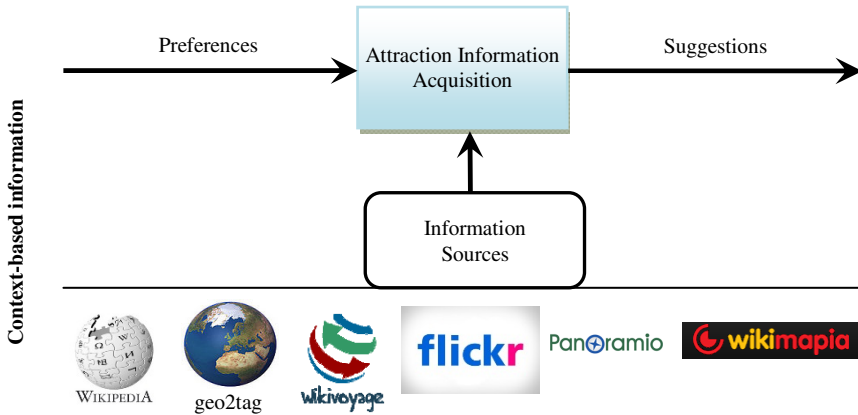 Preferences
Attraction Information
Acquisition
Suggestions
Context-based information
Information
Sources
WIKIPEDIA
geo2tag
wikivoyage
flickr
Panoramio
wikimapia